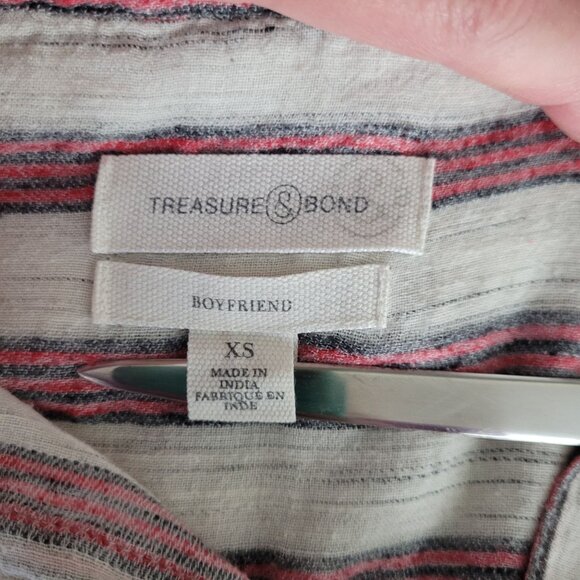 TREASURE & BOND
BOYFRIEND
XS
MADE IN
INDIA
FABRIQUE EN
INDE